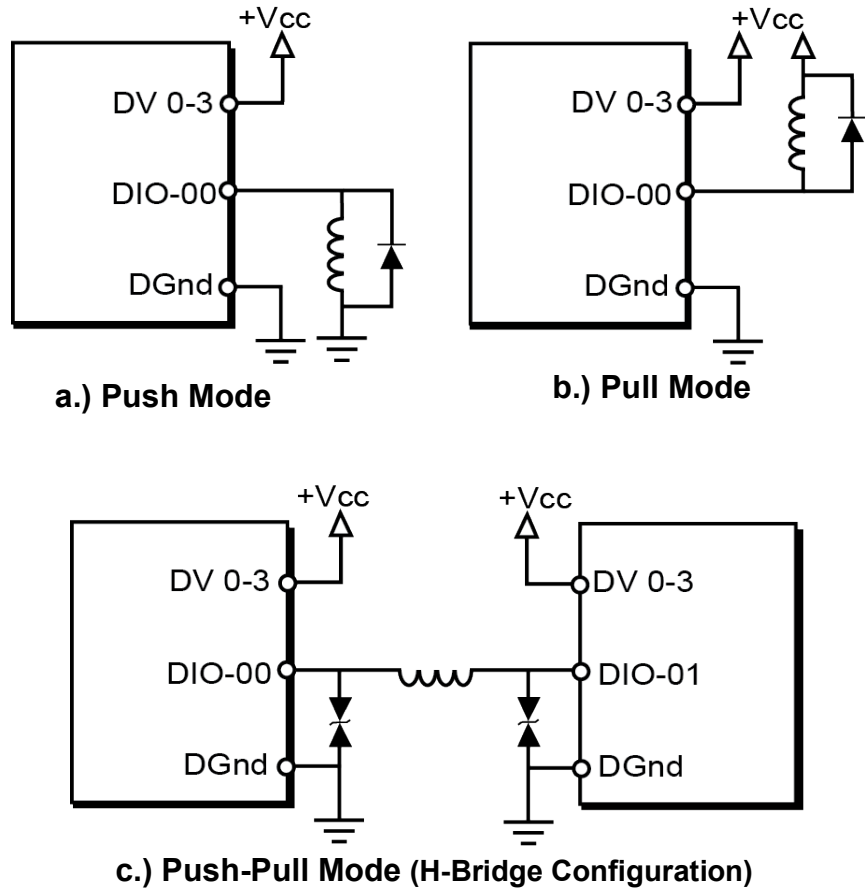 +Vcc
DV 0-3
DIO-00
DGnd
a.) Push Mode
+Vcc
DV 0-3
DIO-00
DGnd
b.) Pull Mode
+Vcc
DV 0-3
DIO-00
DGnd
+Vcc
DV 0-3
DIO-01
DGnd
c.) Push-Pull Mode (H-Bridge Configuration)